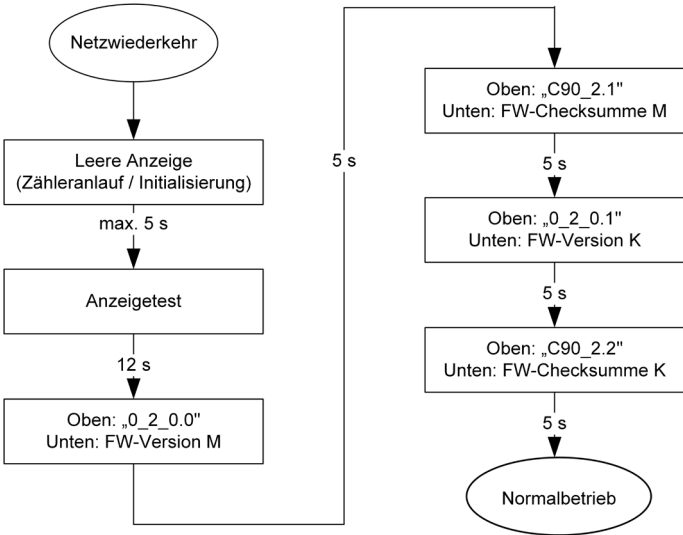 Netzwiederkehr
Leere Anzeige
(Zähleranlauf / Initialisierung)
max. 5 s
Anzeigetest
12 s
Oben: „0_2_0.0"
Unten: FW-Version M
5 s
Oben: „C90_2.1"
Unten: FW-Checksumme M
5 s
Oben: „0_2_0.1"
Unten: FW-Version K
5 s
Oben: „C90_2.2"
Unten: FW-Checksumme K
5 s
Normalbetrieb